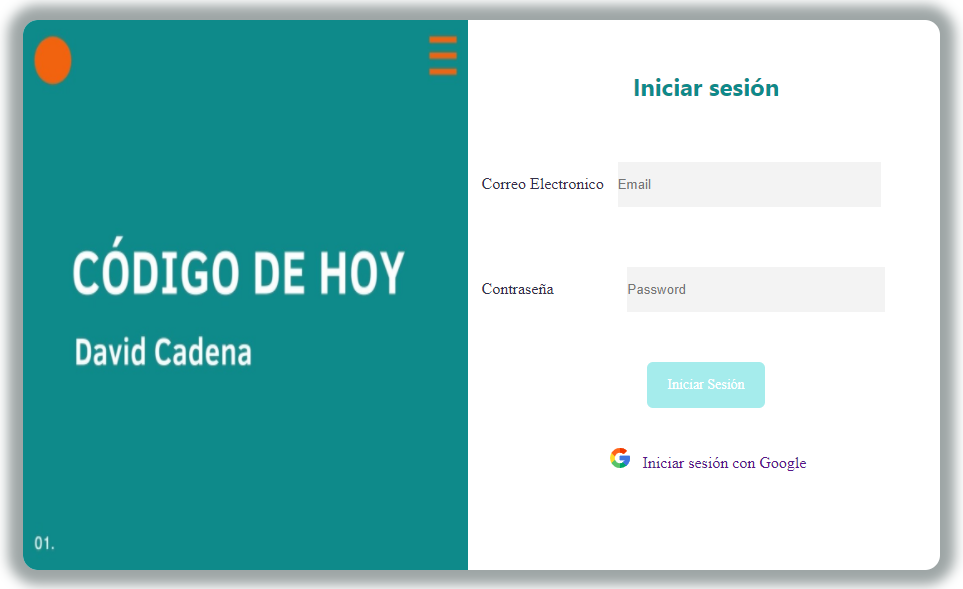 CÓDIGO DE HOY
David Cadena
01.
Iniciar sesión
Correo Electronico
Email
Contraseña
Password
Iniciar Sesión
Iniciar sesión con Google